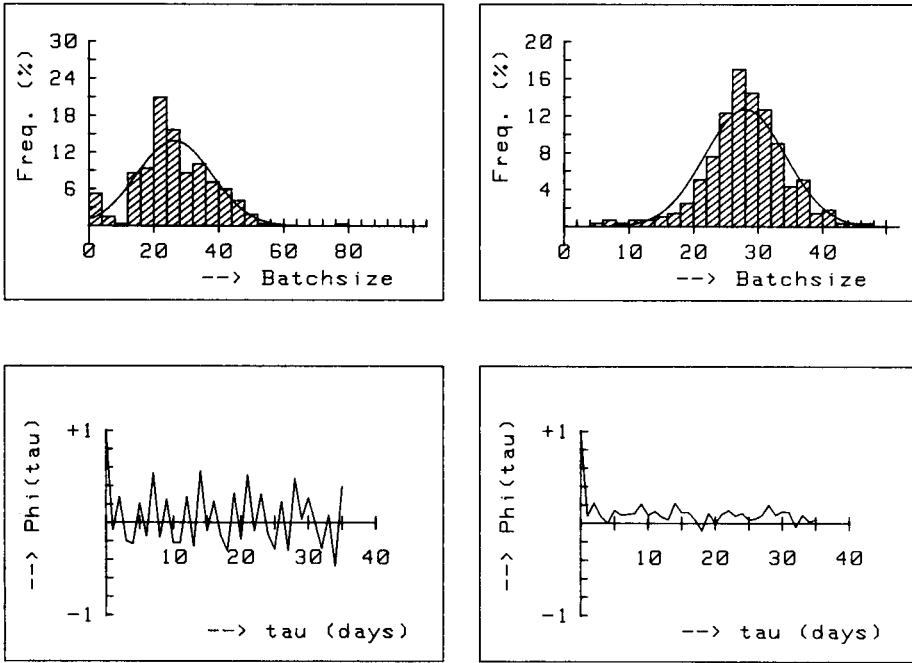 Freq. (%)
30
24
18
12
6
0 20 40 60 80
--> Batchsize
Freq. (%)
20
16
12
8
4
0 10 20 30 40
--> Batchsize
--> Phi(tau)
+1
-1
10 20 30 40
--> tau (days)
--> Phi(tau)
+1
-1
10 20 30 40
--> tau (days)